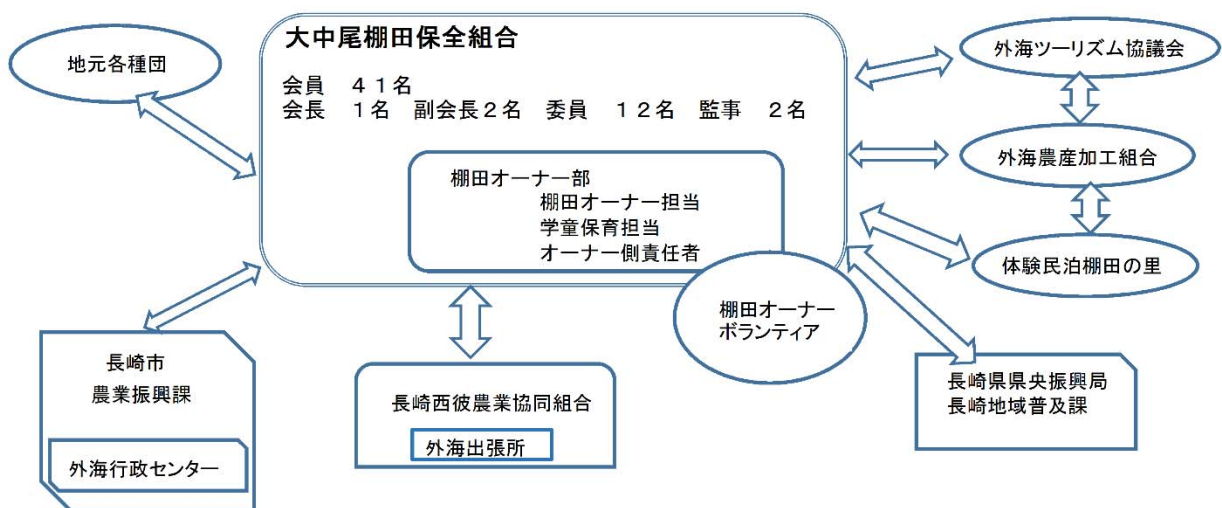 大中尾棚田保全組合
会員　４１名
会長　１名　副会長２名　委員　１２名　監事　２名
棚田オーナー部
棚田オーナー担当
学童保育担当
オーナー側責任者
棚田オーナー
ボランティア
地元各種団
外海ツーリズム協議会
外海農産加工組合
体験民泊棚田の里
長崎市
農業振興課
外海行政センター
長崎西彼農業協同組合
外海出張所
長崎県県央振興局
長崎地域普及課